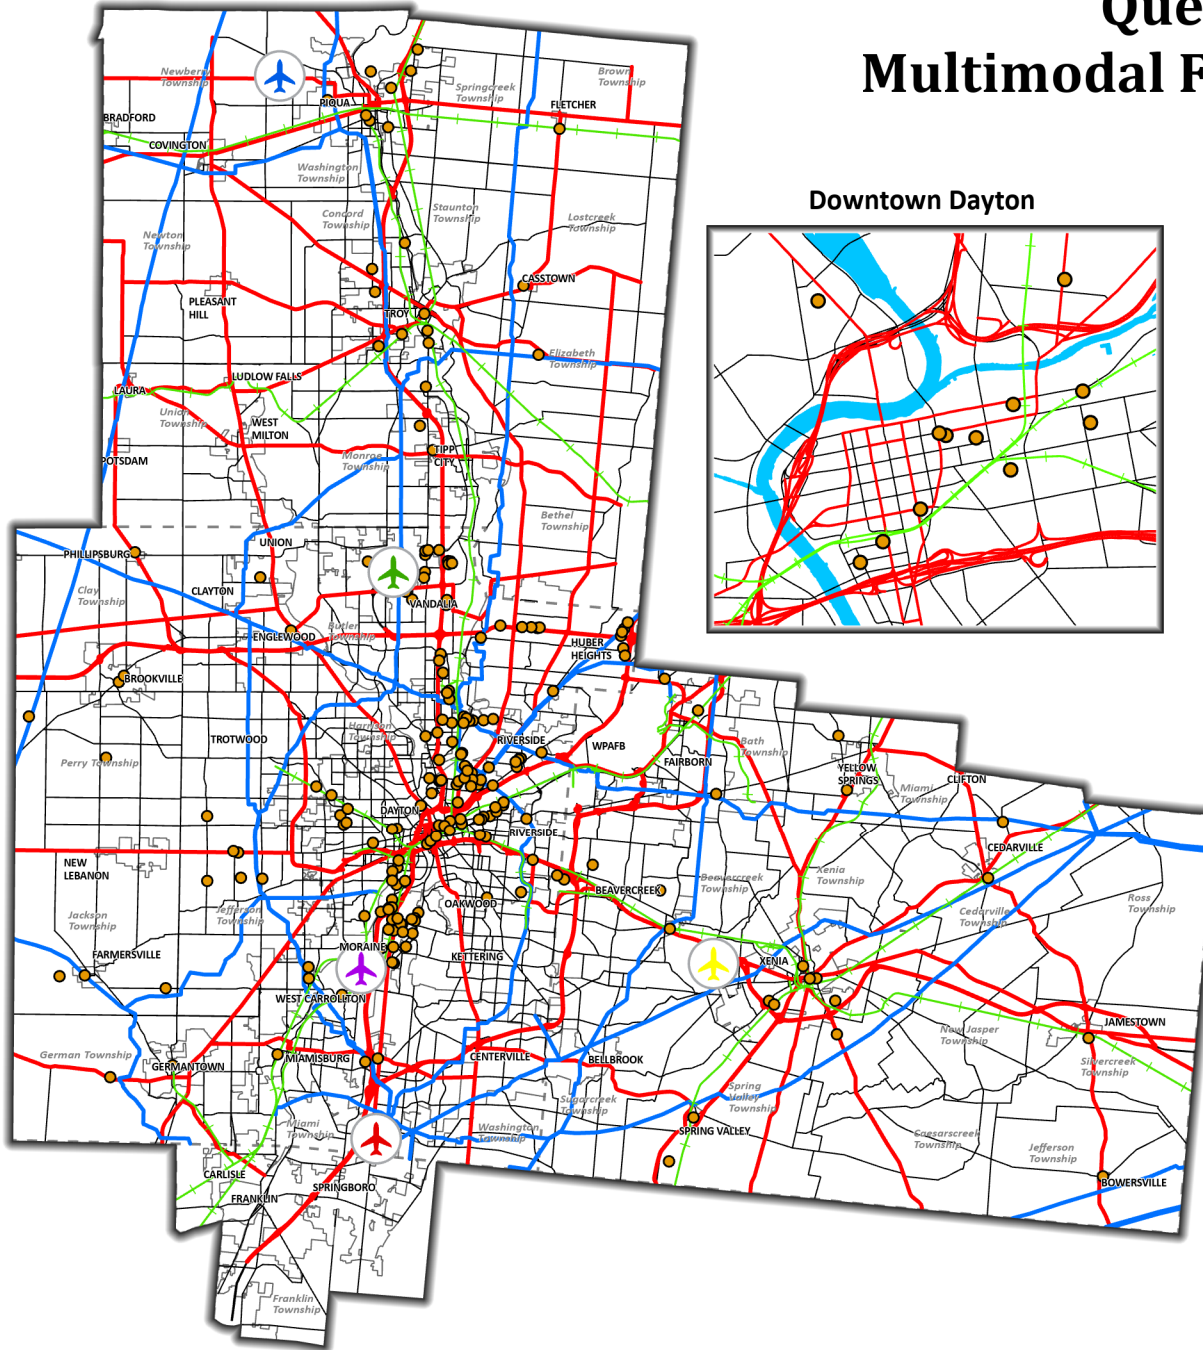 Que
Multimodal F
Downtown Dayton
Newberry
Township
Brown
Township
Springcreek
Township
PIQUA
FLETCHER
BRADFORD
COVINGTON
Washington
Township
Concord
Township
Staunton
Township
Lostcreek
Township
Newton
Township
CASSTOWN
PLEASANT
HILL
TROY
Elizabeth
Township
LUDLOW FALLS
LAURA
Union
Township
WEST
MILTON
Monroe
Township
TIPP
CITY
POTSDAM
Bethel
Township
UNION
PHILLIPSBURG
Clay
Township
CLAYTON
VANDALIA
Butler
Township
ENGLEWOOD
HUBER
HEIGHTS
BROOKVILLE
Harrison
Township
TROTWOOD
RIVERSIDE
WPAFB
Bath
Township
Perry Township
FAIRBORN
YELLOW
SPRINGS
CLIFTON
Miami
Township
DAYTON
RIVERSIDE
CEDARVILLE
NEW
LEBANON
Xenia
Township
Beavercreek
Township
BEAVERCREEK
OAKWOOD
Ross
Township
Jackson
Township
Jefferson
Township
Cedarville
Township
MORAINE
FARMERSVILLE
KETTERING
XENIA
WEST CARROLLTON
JAMESTOWN
New Jasper
Township
German Township
MIAMISBURG
CENTERVILLE
BELLBROOK
GERMANTOWN
Silvercreek
Township
Spring
Valley
Township
Sugarcreek
Township
Miami
Township
Washington
Township
SPRING VALLEY
Caesarscreek
Township
Jefferson
Township
CARLISLE
SPRINGBORO
BOWERSVILLE
FRANKLIN
Franklin
Township